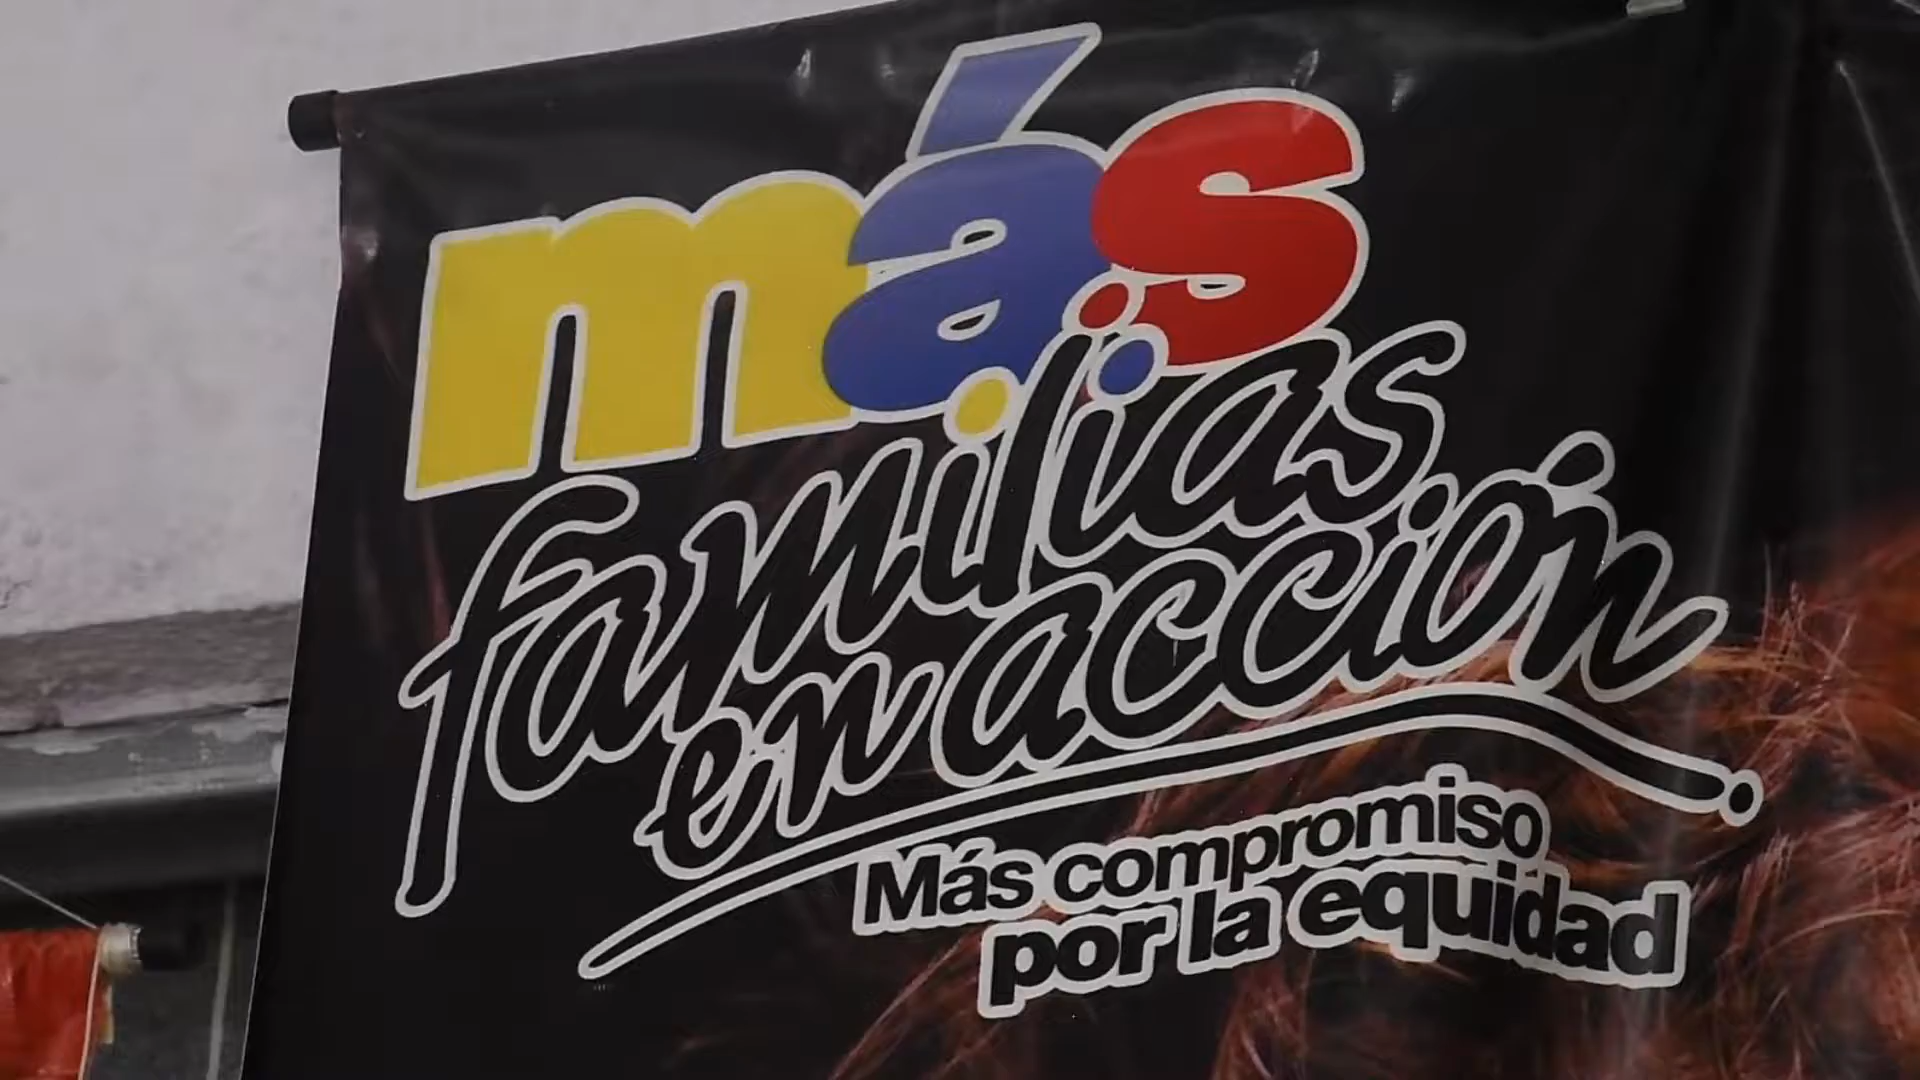 más
familias
en acción
Más compromiso
por la equidad